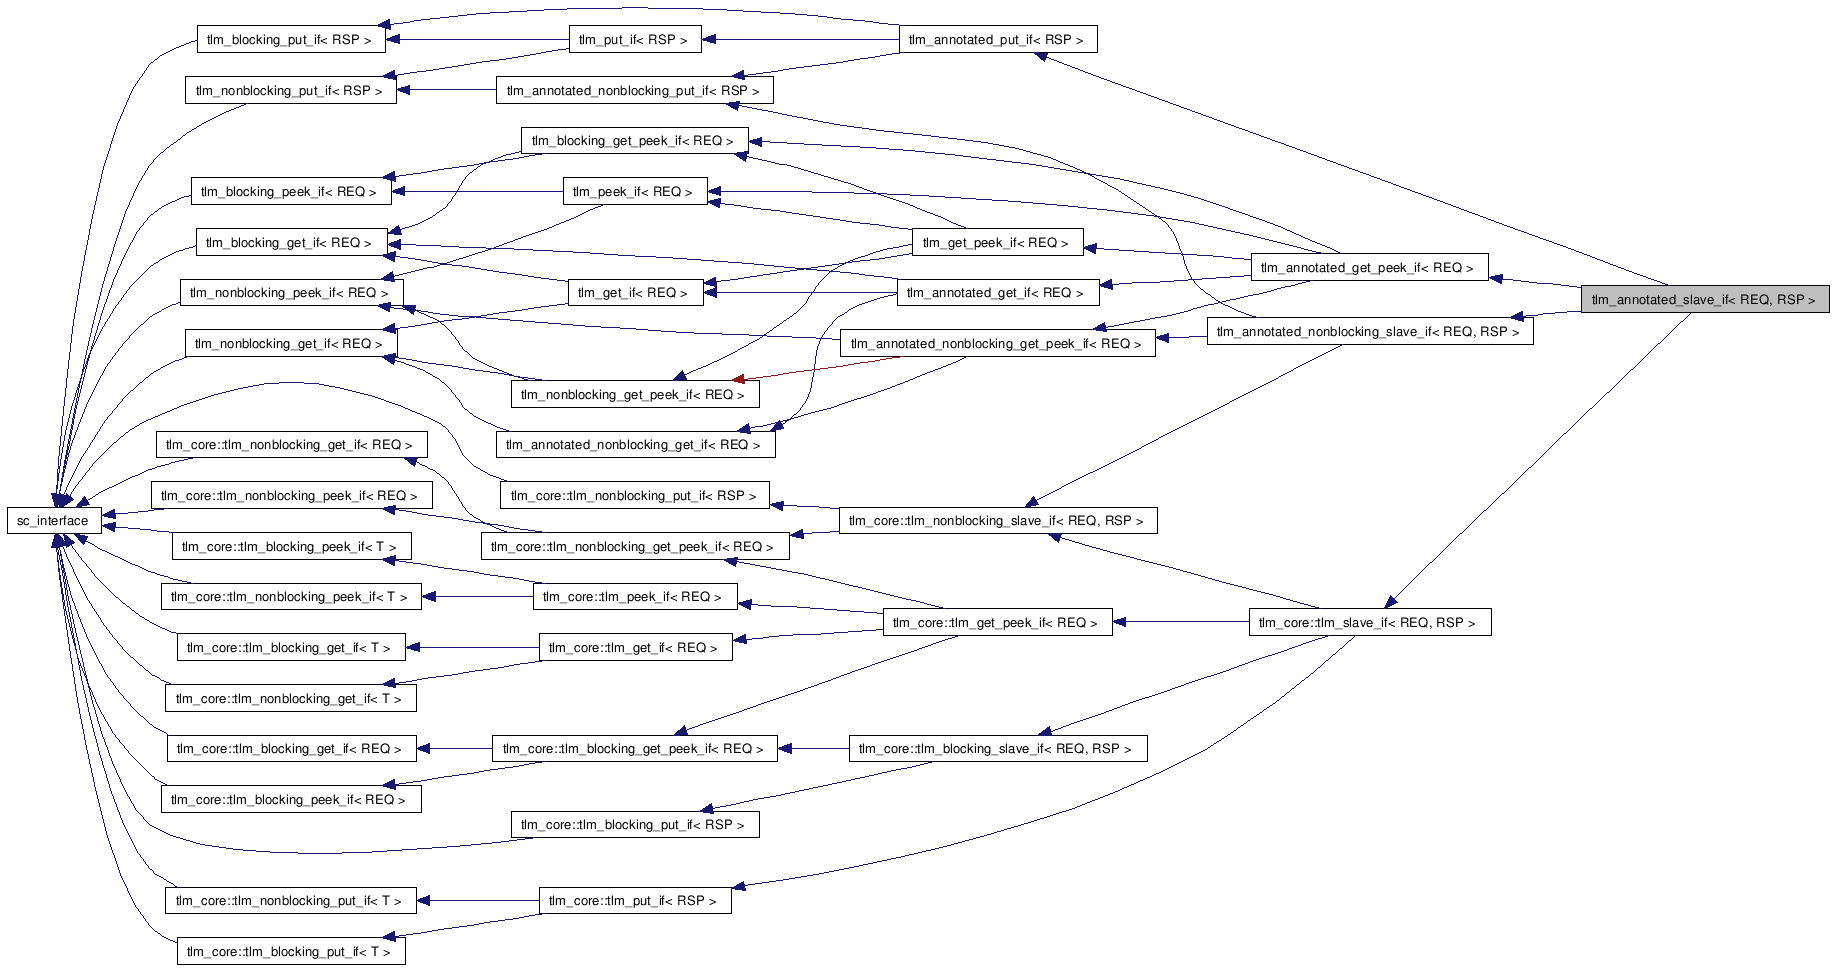 tlm_blocking_put_if< RSP >
tlm_put_if< RSP >
tlm_annotated_put_if< RSP >
tlm_nonblocking_put_if< RSP >
tlm_annotated_nonblocking_put_if< RSP >
tlm_blocking_get_peek_if< REQ >
tlm_blocking_peek_if< REQ >
tlm_peek_if< REQ >
tlm_blocking_get_if< REQ >
tlm_get_peek_if< REQ >
tlm_annotated_get_peek_if< REQ >
tlm_nonblocking_peek_if< REQ >
tlm_get_if< REQ >
tlm_annotated_get_if< REQ >
tlm_annotated_slave_if< REQ, RSP >
tlm_nonblocking_get_if< REQ >
tlm_annotated_nonblocking_get_peek_if< REQ >
tlm_annotated_nonblocking_slave_if< REQ, RSP >
tlm_nonblocking_get_peek_if< REQ >
tlm_core::tlm_nonblocking_get_if< REQ >
tlm_annotated_nonblocking_get_if< REQ >
tlm_core::tlm_nonblocking_peek_if< REQ >
tlm_core::tlm_nonblocking_put_if< RSP >
sc_interface
tlm_core::tlm_nonblocking_slave_if< REQ, RSP >
tlm_core::tlm_blocking_peek_if< T >
tlm_core::tlm_nonblocking_get_peek_if< REQ >
tlm_core::tlm_nonblocking_peek_if< T >
tlm_core::tlm_peek_if< REQ >
tlm_core::tlm_get_peek_if< REQ >
tlm_core::tlm_slave_if< REQ, RSP >
tlm_core::tlm_blocking_get_if< T >
tlm_core::tlm_get_if< REQ >
tlm_core::tlm_nonblocking_get_if< T >
tlm_core::tlm_blocking_get_if< REQ >
tlm_core::tlm_blocking_get_peek_if< REQ >
tlm_core::tlm_blocking_slave_if< REQ, RSP >
tlm_core::tlm_blocking_peek_if< REQ >
tlm_core::tlm_blocking_put_if< RSP >
tlm_core::tlm_nonblocking_put_if< T >
tlm_core::tlm_put_if< RSP >
tlm_core::tlm_blocking_put_if< T >